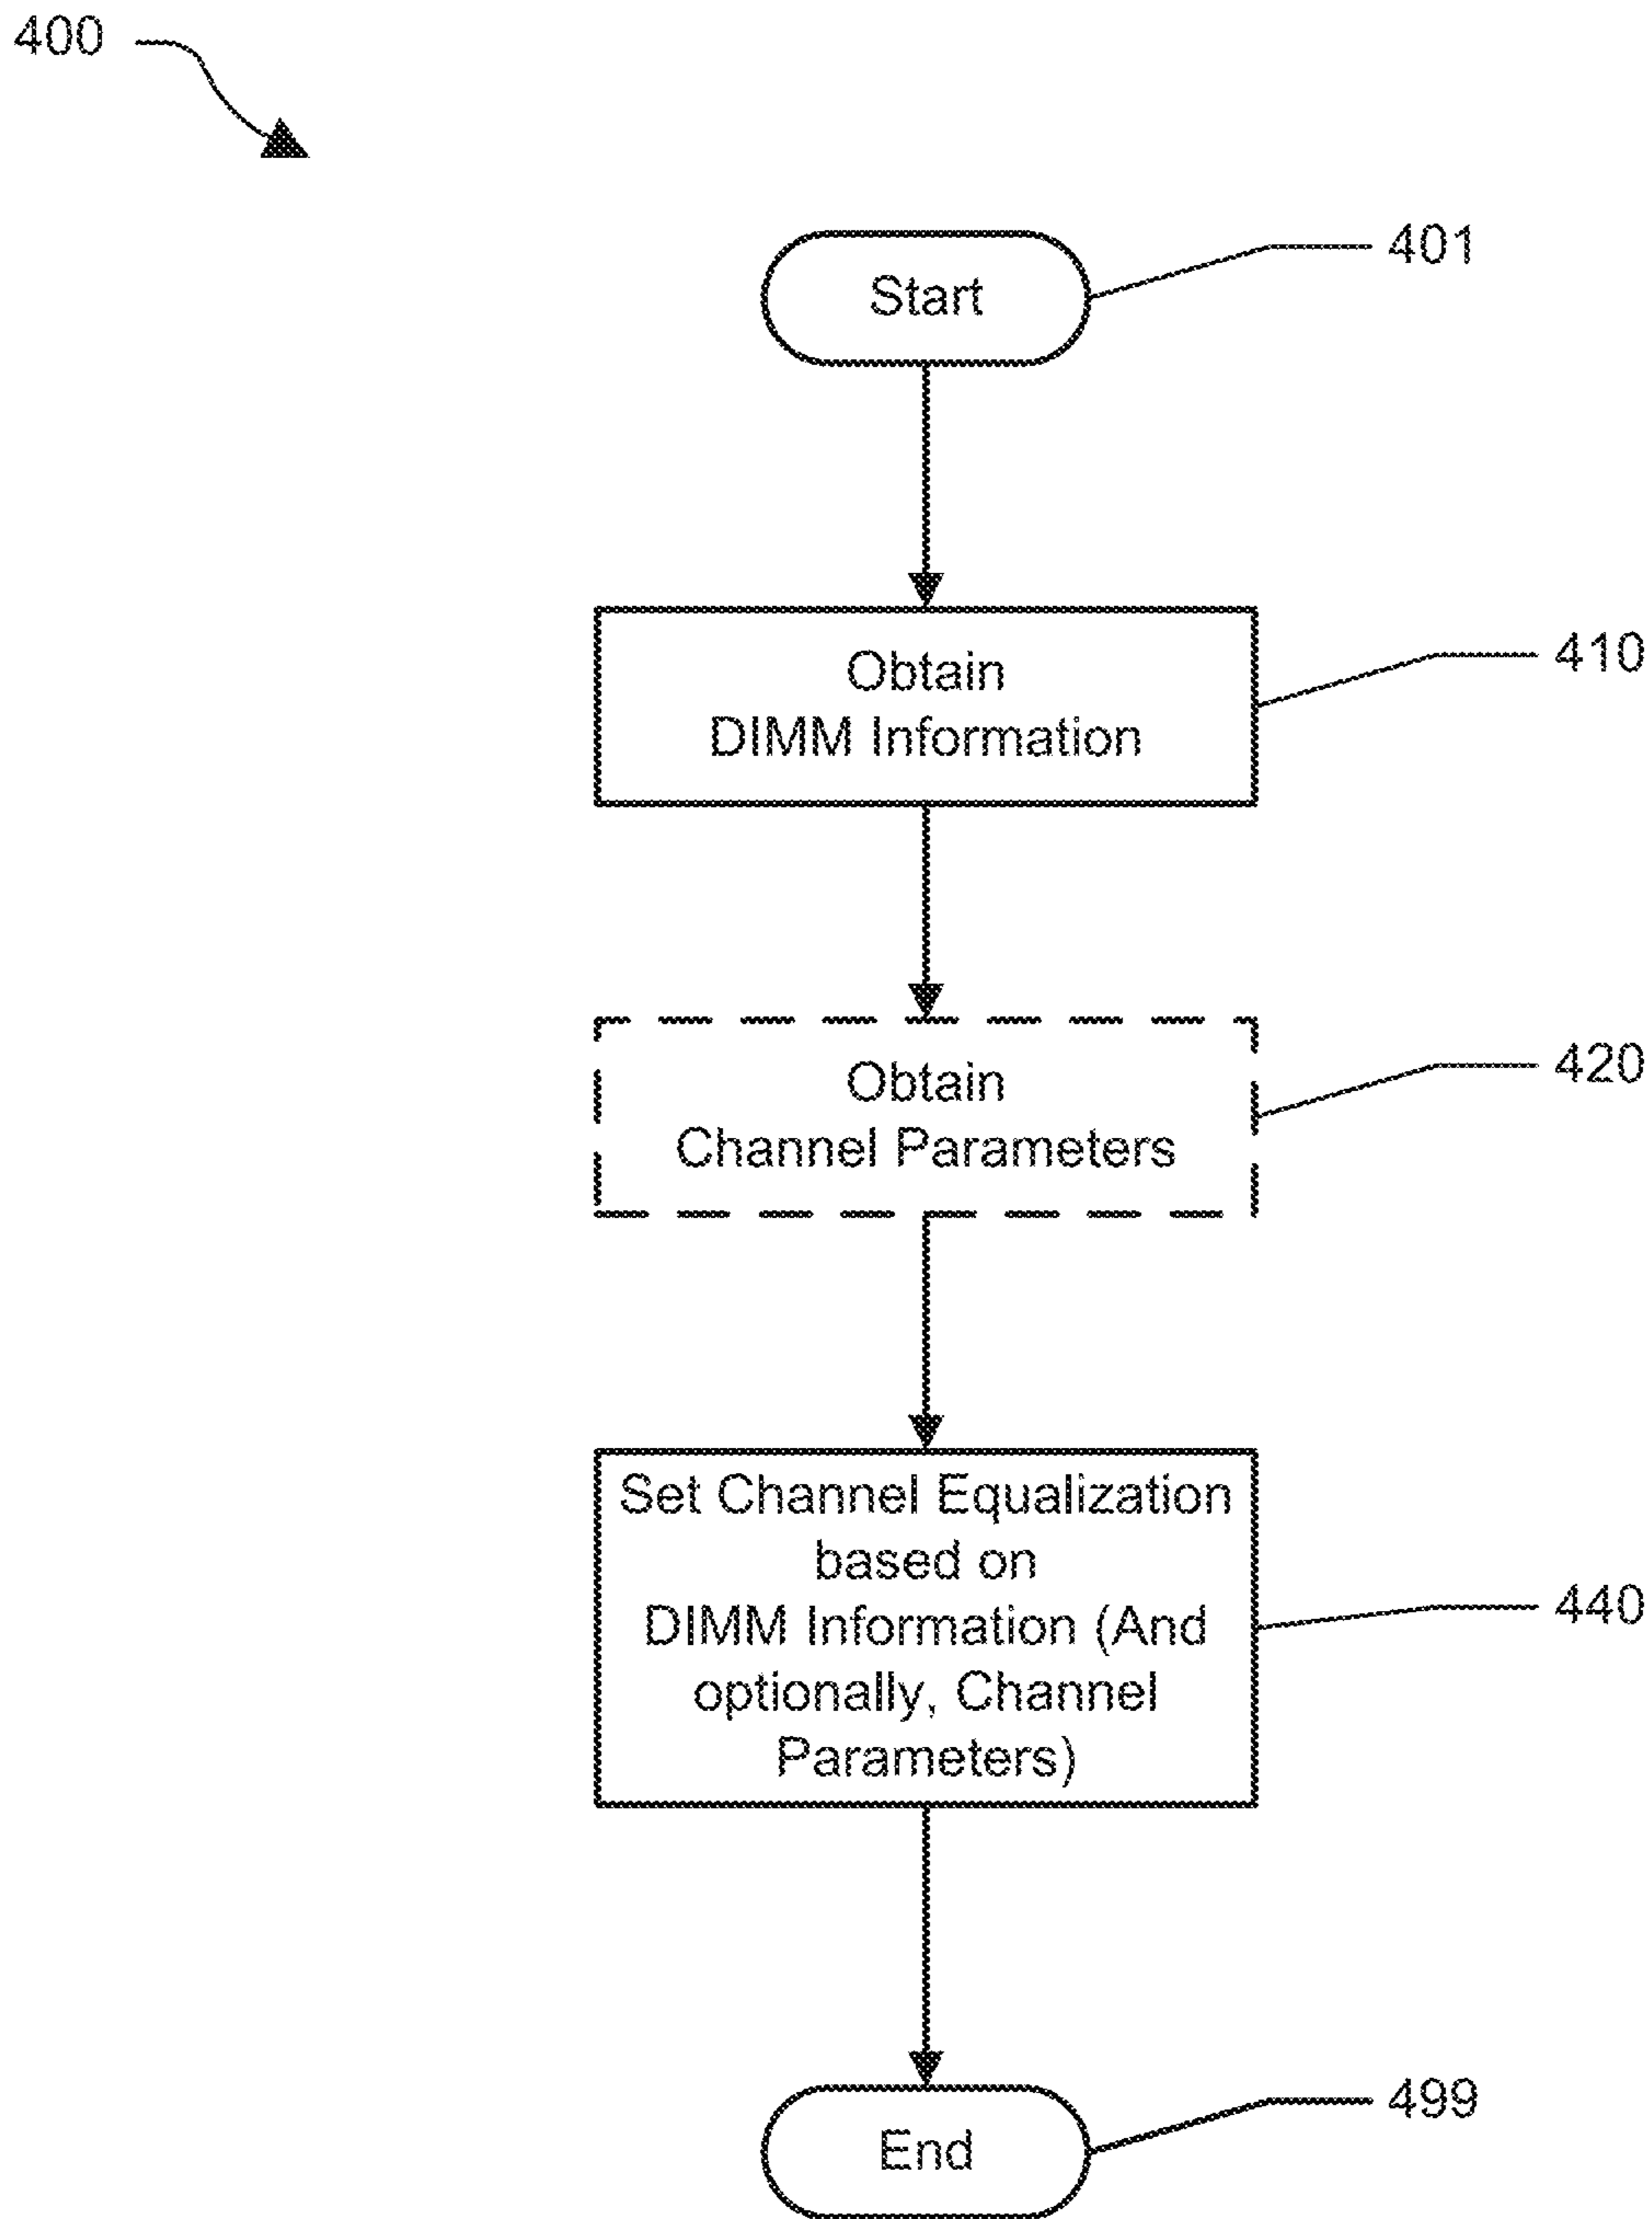 400
Start
401
Obtain
DIMM Information
410
Obtain
Channel Parameters
420
Set Channel Equalization
based on
DIMM Information (And
optionally, Channel
Parameters)
440
End
499